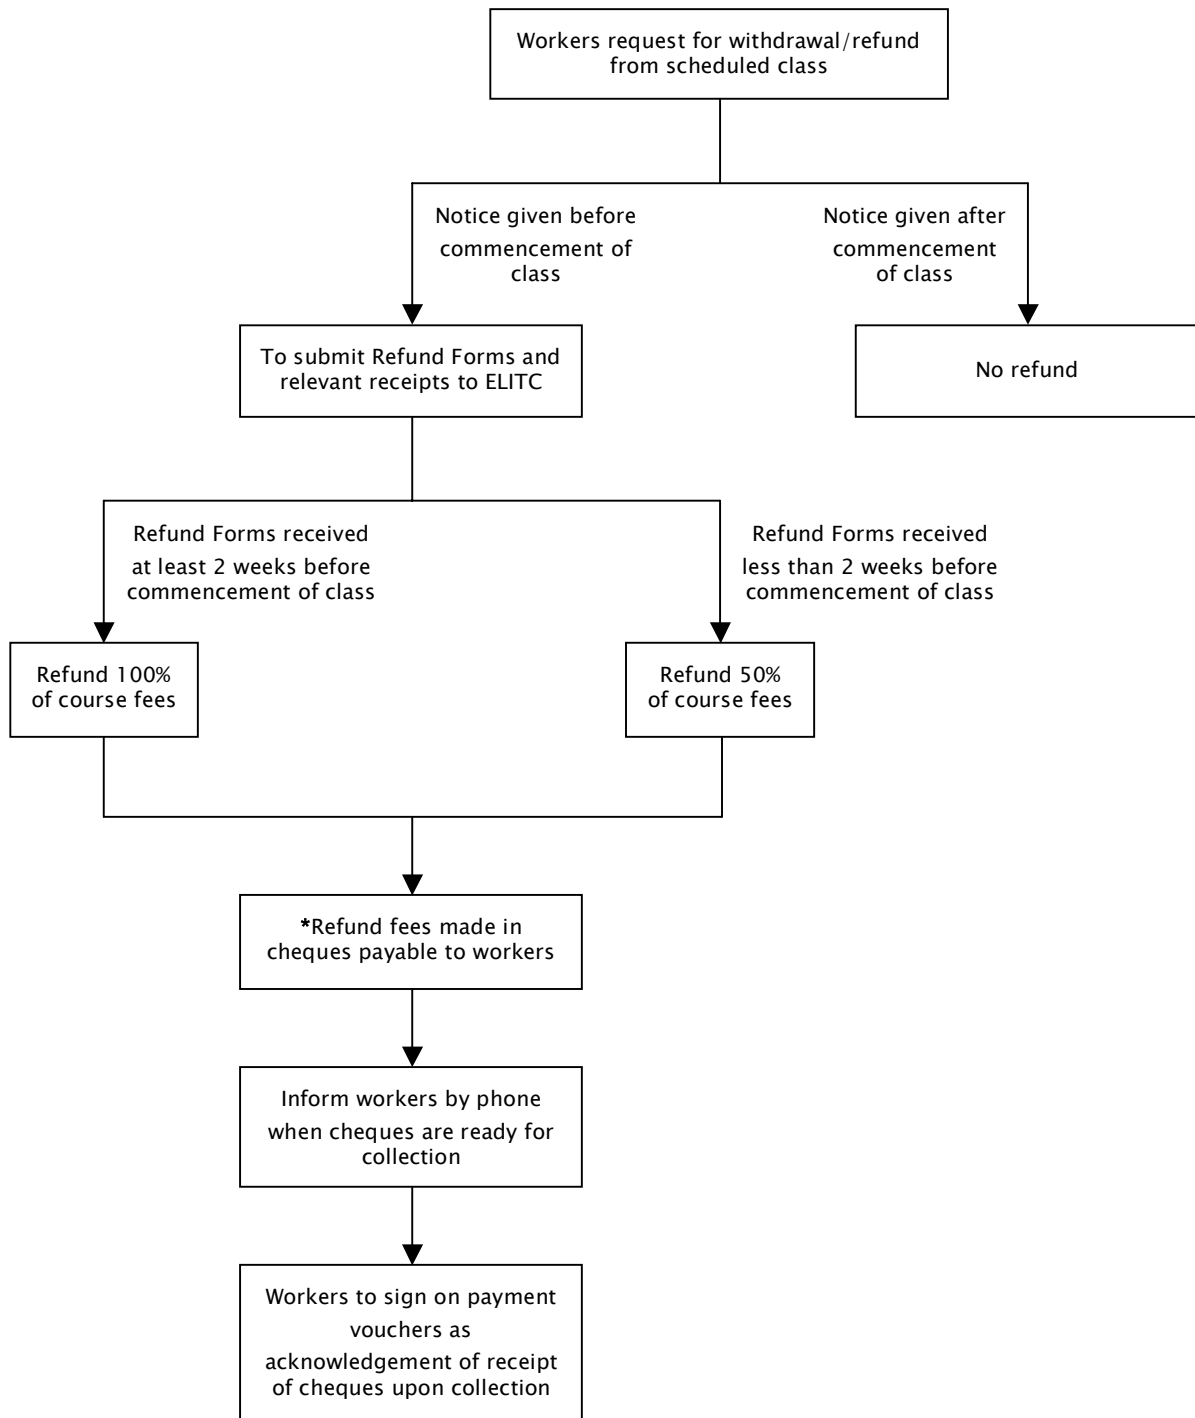 Workers request for withdrawal/refund
from scheduled class
Notice given before
commencement of
class
Notice given after
commencement
of class
To submit Refund Forms and
relevant receipts to ELITC
No refund
Refund Forms received
at least 2 weeks before
commencement of class
Refund Forms received
less than 2 weeks before
commencement of class
Refund 100%
of course fees
Refund 50%
of course fees
*Refund fees made in
cheques payable to workers
Inform workers by phone
when cheques are ready for
collection
Workers to sign on payment
vouchers as
acknowledgement of receipt
of cheques upon collection